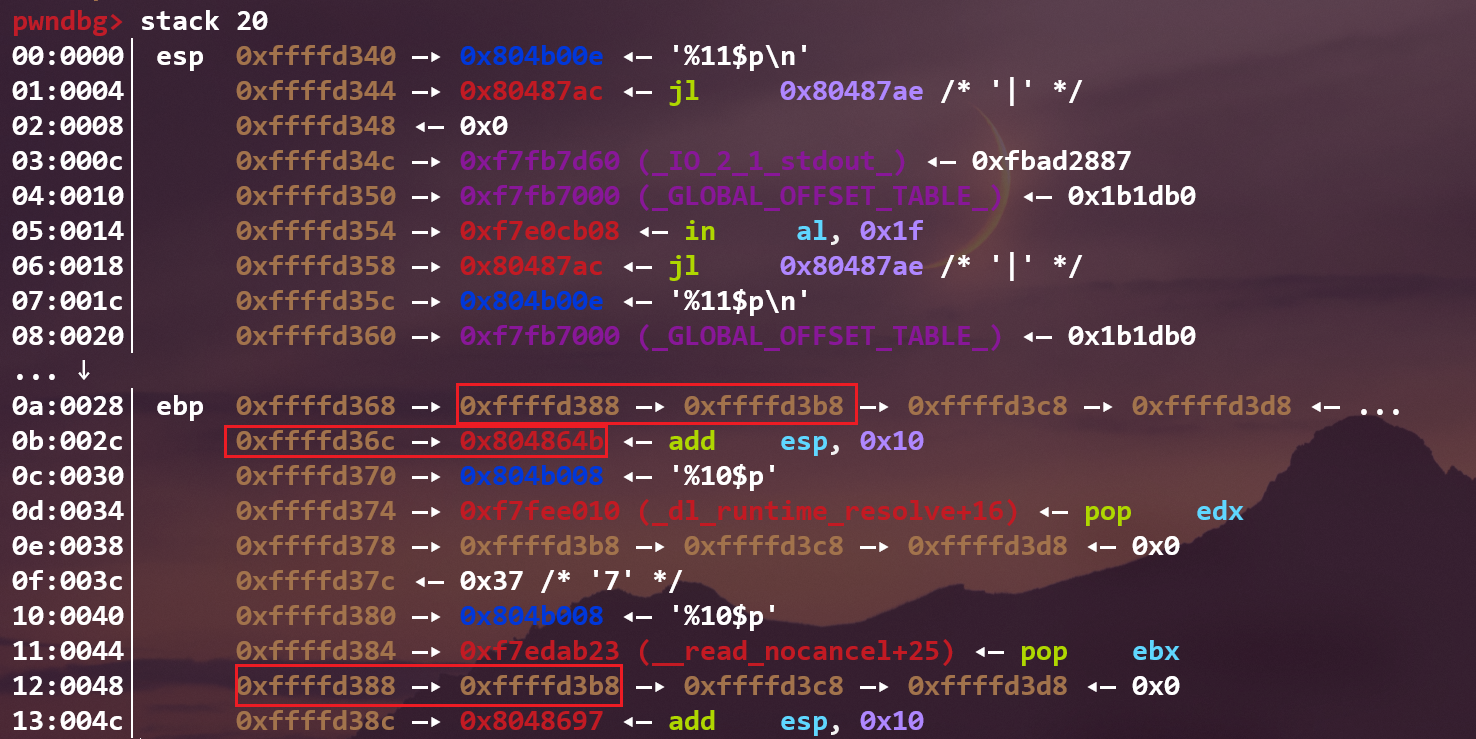 pwndbg> stack 20
00:0000│ esp 0xffffd340 —▸ 0x804b00e ◂— '%11$p\n'
01:0004│ 0xffffd344 —▸ 0x80487ac ◂— jl 0x80487ae /* '|' */
02:0008│ 0xffffd348 ◂— 0x0
03:000c│ 0xffffd34c —▸ 0xf7fb7d60 (_IO_2_1_stdout_) ◂— 0xfbad2887
04:0010│ 0xffffd350 —▸ 0xf7fb7000 (_GLOBAL_OFFSET_TABLE_) ◂— 0x1b1db0
05:0014│ 0xffffd354 —▸ 0xf7e0cb08 ◂— in al, 0x1f
06:0018│ 0xffffd358 —▸ 0x80487ac ◂— jl 0x80487ae /* '|' */
07:001c│ 0xffffd35c —▸ 0x804b00e ◂— '%11$p\n'
08:0020│ 0xffffd360 —▸ 0xf7fb7000 (_GLOBAL_OFFSET_TABLE_) ◂— 0x1b1db0
... ↓
0a:0028│ ebp 0xffffd368 —▸ 0xffffd388 —▸ 0xffffd3b8 —▸ 0xffffd3c8 —▸ 0xffffd3d8 ◂— ...
0b:002c│ 0xffffd36c —▸ 0x804864b ◂— add esp, 0x10
0c:0030│ 0xffffd370 —▸ 0x804b008 ◂— '%10$p'
0d:0034│ 0xffffd374 —▸ 0xf7fee010 (_dl_runtime_resolve+16) ◂— pop edx
0e:0038│ 0xffffd378 —▸ 0xffffd3b8 —▸ 0xffffd3c8 —▸ 0xffffd3d8 ◂— 0x0
0f:003c│ 0xffffd37c ◂— 0x37 /* '7' */
10:0040│ 0xffffd380 —▸ 0x804b008 ◂— '%10$p'
11:0044│ 0xffffd384 —▸ 0xf7edab23 (__read_nocancel+25) ◂— pop ebx
12:0048│ 0xffffd388 —▸ 0xffffd3b8 —▸ 0xffffd3c8 —▸ 0xffffd3d8 ◂— 0x0
13:004c│ 0xffffd38c —▸ 0x8048697 ◂— add esp, 0x10